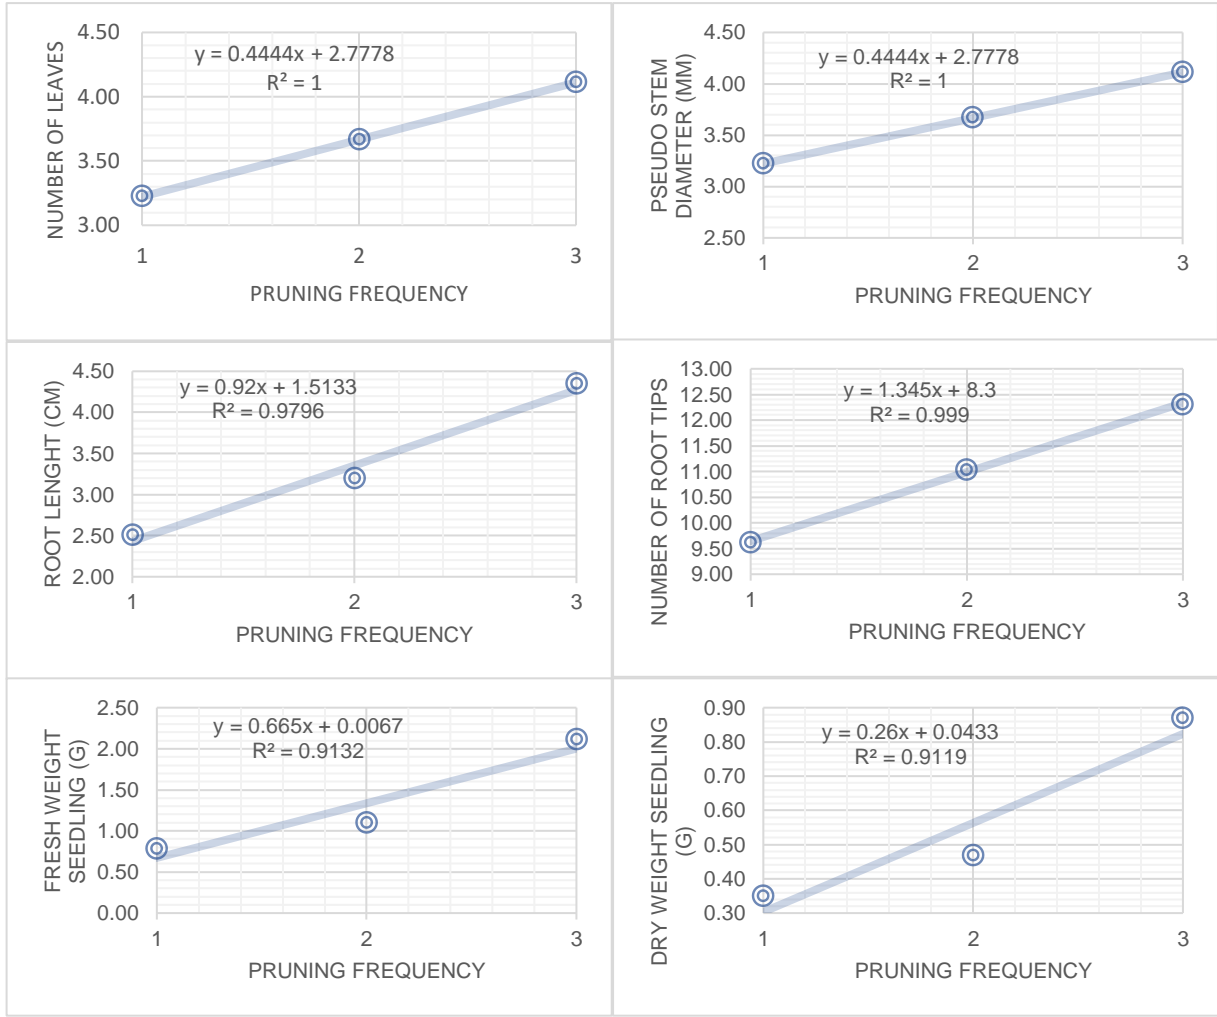 4.50
4.00
3.50
3.00
NUMBER OF LEAVES
y = 0.4444x + 2.7778
R² = 1
1 2 3
PRUNING FREQUENCY
4.50
4.00
3.50
3.00
2.50
PSEUDO STEM
DIAMETER (MM)
y = 0.4444x + 2.7778
R² = 1
1 2 3
PRUNING FREQUENCY
4.50
4.00
3.50
3.00
2.50
2.00
ROOT LENGHT (CM)
y = 0.92x + 1.5133
R² = 0.9796
1 2 3
PRUNING FREQUENCY
13.00
12.50
12.00
11.50
11.00
10.50
10.00
9.50
9.00
NUMBER OF ROOT TIPS
y = 1.345x + 8.3
R² = 0.999
1 2 3
PRUNING FREQUENCY
2.50
2.00
1.50
1.00
0.50
0.00
FRESH WEIGHT
SEEDLING (G)
y = 0.665x + 0.0067
R² = 0.9132
1 2 3
PRUNING FREQUENCY
0.90
0.80
0.70
0.60
0.50
0.40
0.30
DRY WEIGHT SEEDLING
(G)
y = 0.26x + 0.0433
R² = 0.9119
1 2 3
PRUNING FREQUENCY